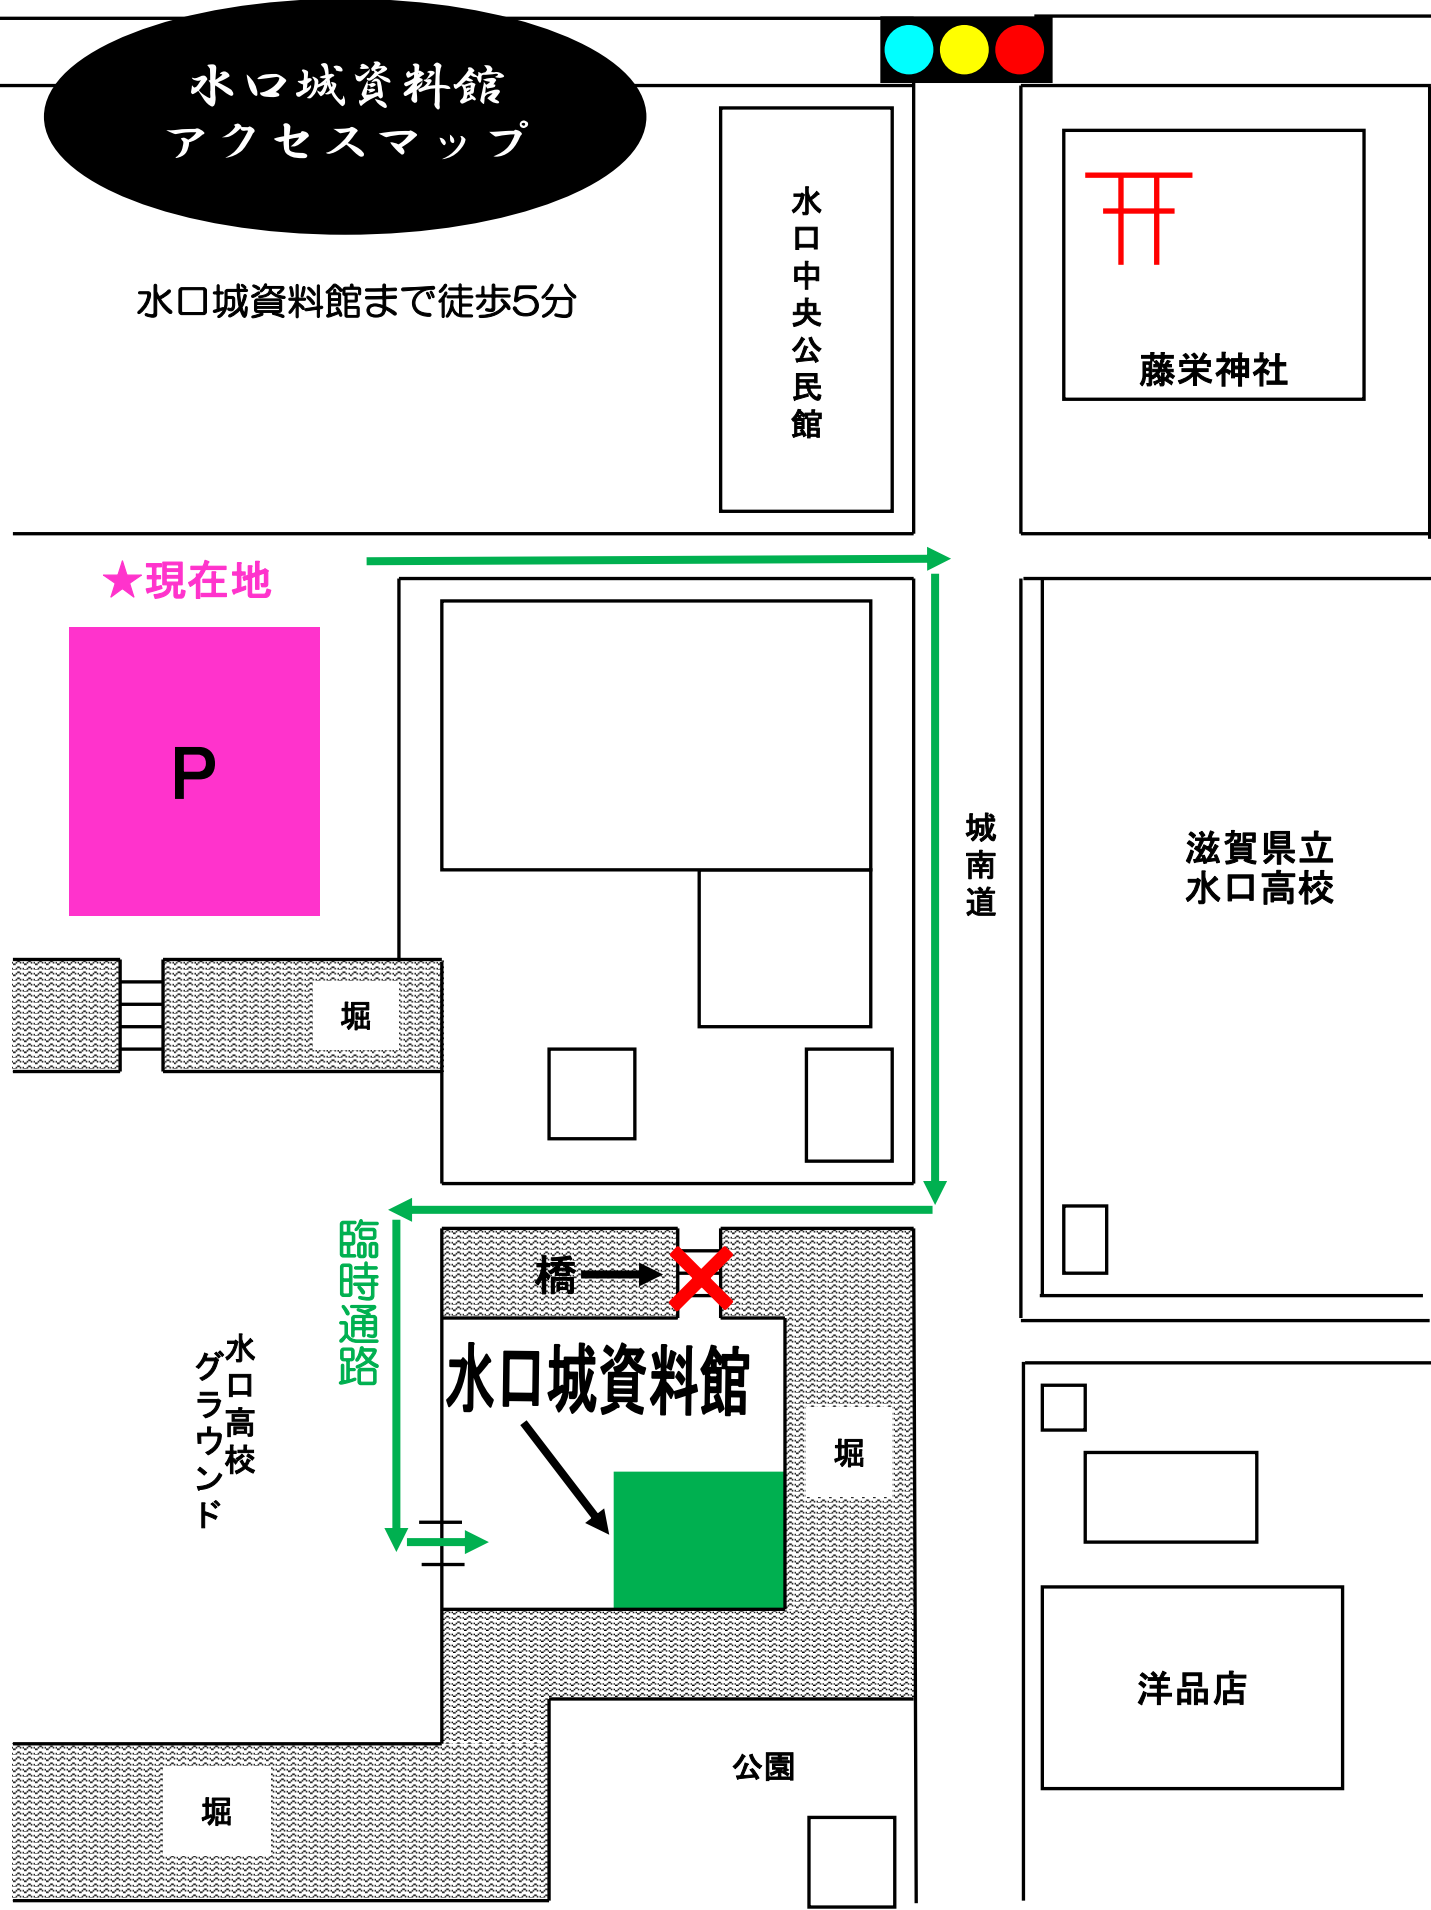 水口城資料館
アクセスマップ
水口城資料館まで徒歩5分
水口中央公民館
藤栄神社
★現在地
P
城南道
滋賀県立
水口高校
堀
臨時通路
橋
水口城資料館
水口高校
グラウンド
堀
洋品店
公園
堀